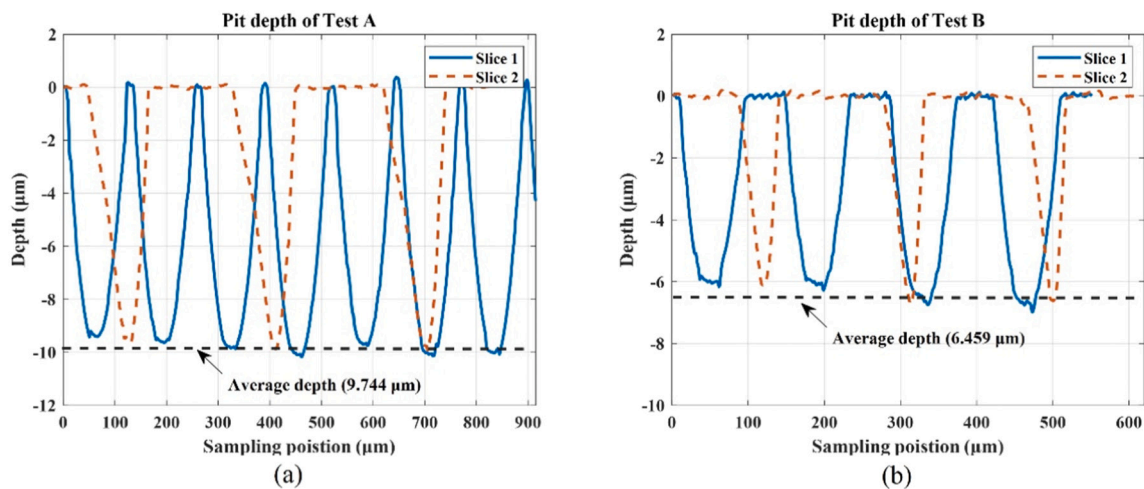 Pit depth of Test A
2
0
-2
-4
-6
-8
-10
-12
Depth (μm)
Slice 1
Slice 2
Average depth (9.744 μm)
0 100 200 300 400 500 600 700 800 900
Sampling poistion (μm)
(a)
Pit depth of Test B
2
0
-2
-4
-6
-8
-10
Depth (μm)
Slice 1
Slice 2
Average depth (6.459 μm)
0 100 200 300 400 500 600
Sampling poistion (μm)
(b)